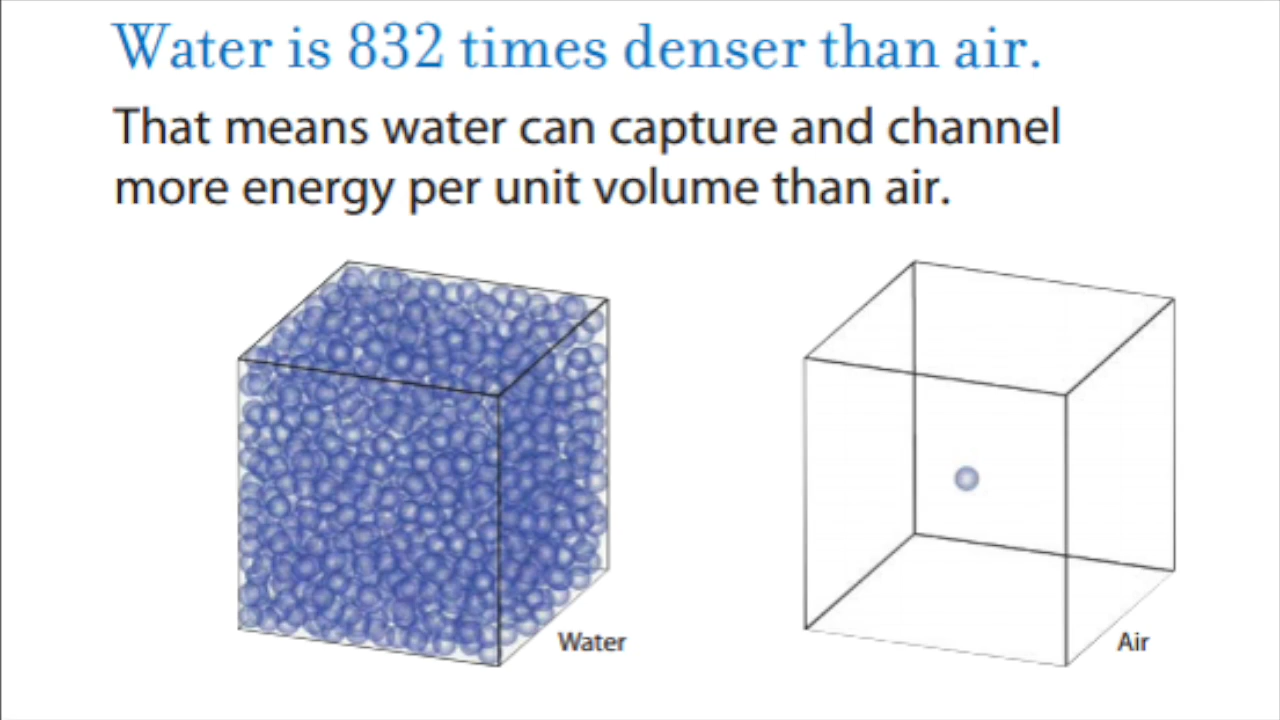 Water is 832 times denser than air.
That means water can capture and channel
more energy per unit volume than air.
Water
Air